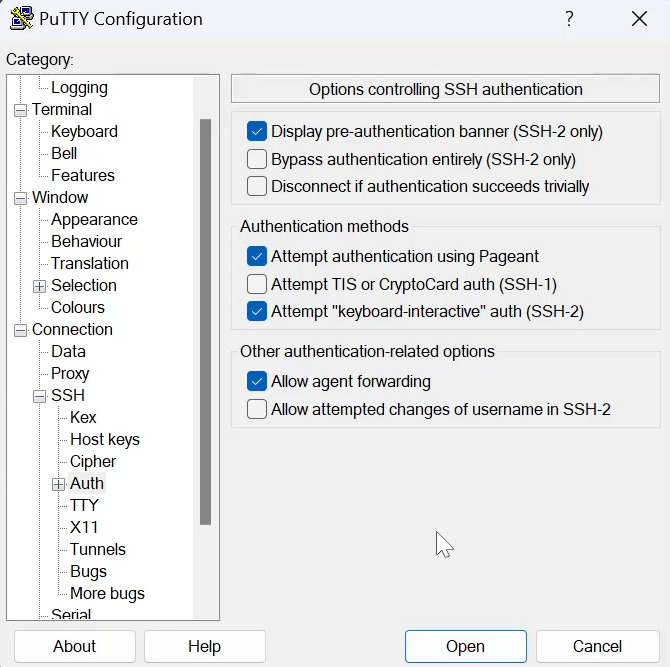 PuTTY Configuration
?
Category:
Logging
Terminal
Keyboard
Bell
Features
Window
Appearance
Behaviour
Translation
Selection
Colours
Connection
Data
Proxy
SSH
Kex
Host keys
Cipher
Auth
TTY
X11
Tunnels
Bugs
More bugs
Serial
Options controlling SSH authentication
Display pre-authentication banner (SSH-2 only)
Bypass authentication entirely (SSH-2 only)
Disconnect if authentication succeeds trivially
Authentication methods
Attempt authentication using Pageant
Attempt TIS or CryptoCard auth (SSH-1)
Attempt "keyboard-interactive" auth (SSH-2)
Other authentication-related options
Allow agent forwarding
Allow attempted changes of username in SSH-2
About
Help
Open
Cancel